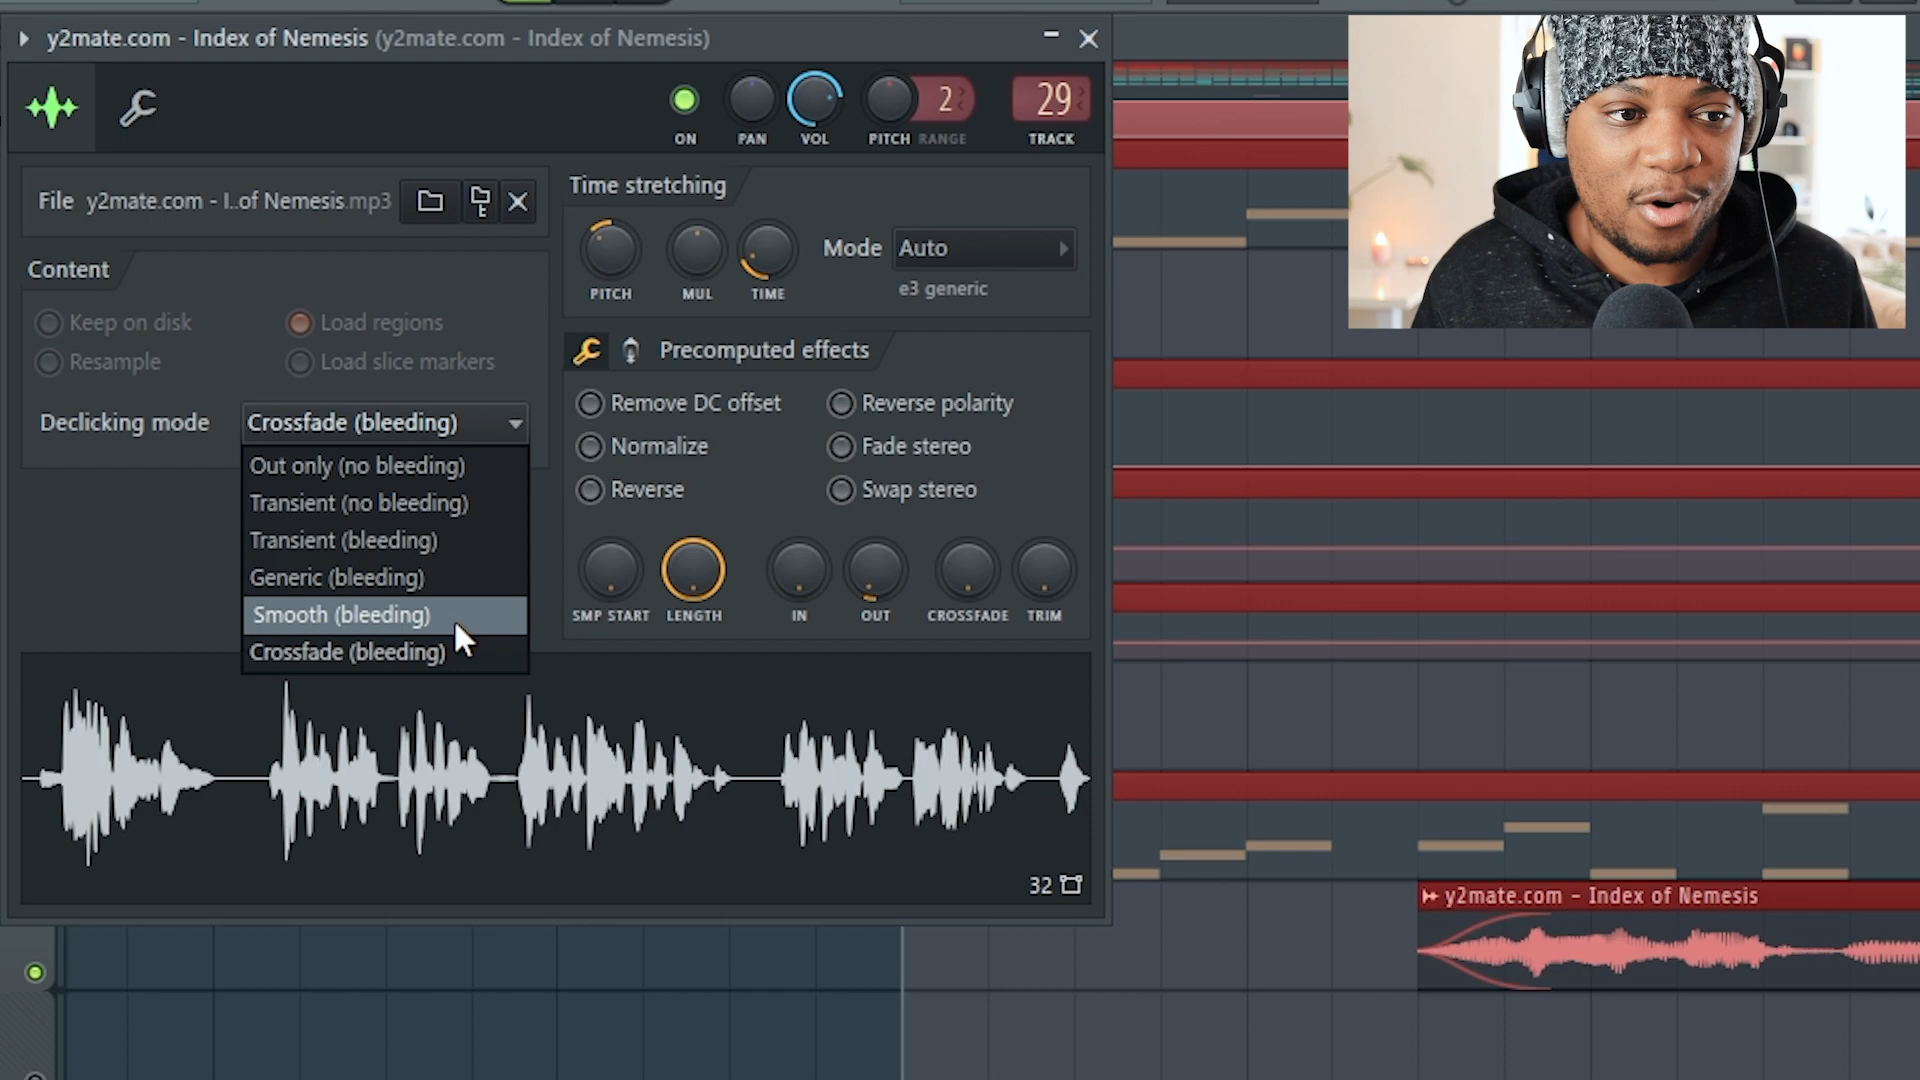 y2mate.com - Index of Nemesis (y2mate.com - Index of Nemesis)
ON
PAN
VOL
PITCH
2
RANGE
29
TRACK
File y2mate.com - I..of Nemesis.mp3
Time stretching
PITCH
MUL
TIME
Mode
Auto
e3 generic
Content
Keep on disk
Load regions
Resample
Load slice markers
Declicking mode
Crossfade (bleeding)
Out only (no bleeding)
Transient (no bleeding)
Transient (bleeding)
Generic (bleeding)
Smooth (bleeding)
Crossfade (bleeding)
Precomputed effects
Remove DC offset
Reverse polarity
Normalize
Fade stereo
Reverse
Swap stereo
SMP START
LENGTH
IN
OUT
CROSSFADE
TRIM
32
y2mate.com - Index of Nemesis